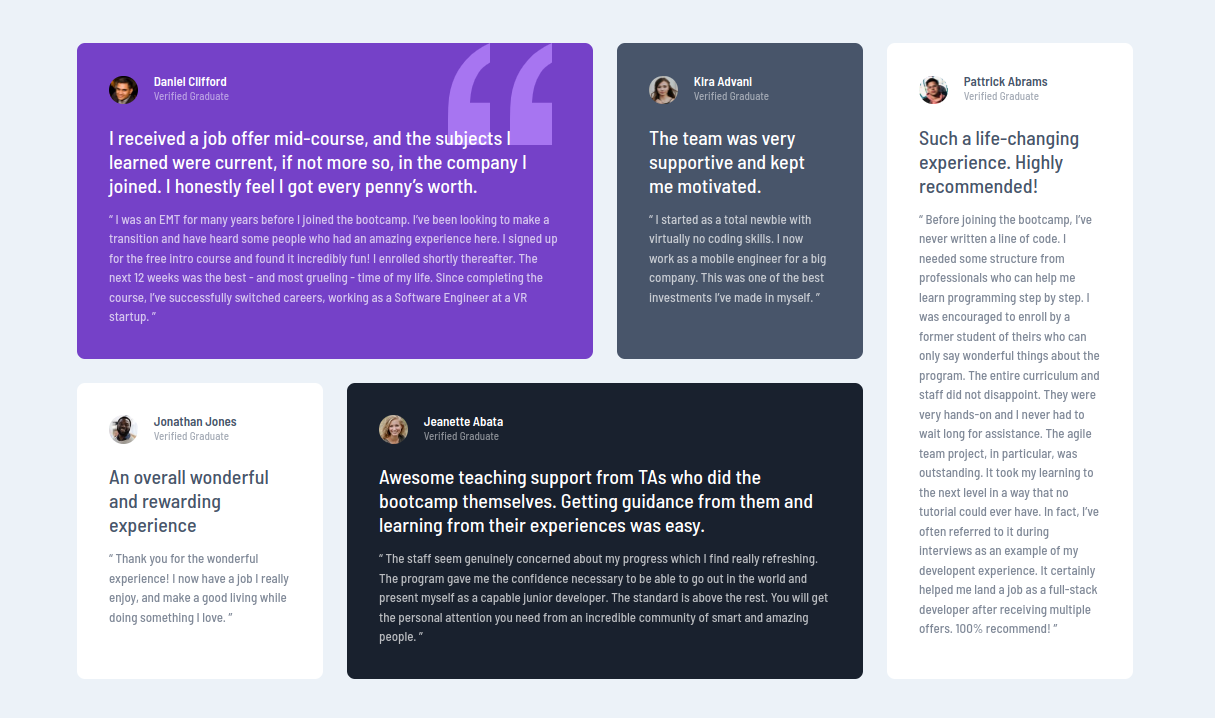 Daniel Clifford
Verified Graduate
I received a job offer mid-course, and the subjects I
learned were current, if not more so, in the company I
joined. I honestly feel I got every penny’s worth.
“ I was an EMT for many years before I joined the bootcamp. I’ve been looking to make a
transition and have heard some people who had an amazing experience here. I signed up
for the free intro course and found it incredibly fun! I enrolled shortly thereafter. The
next 12 weeks was the best - and most grueling - time of my life. Since completing the
course, I’ve successfully switched careers, working as a Software Engineer at a VR
startup. ”
Kira Advani
Verified Graduate
The team was very
supportive and kept
me motivated.
“ I started as a total newbie with
virtually no coding skills. I now
work as a mobile engineer for a big
company. This was one of the best
investments I’ve made in myself. ”
Pattrick Abrams
Verified Graduate
Such a life-changing
experience. Highly
recommended!
“ Before joining the bootcamp, I’ve
never written a line of code. I
needed some structure from
professionals who can help me
learn programming step by step. I
was encouraged to enroll by a
former student of theirs who can
only say wonderful things about the
program. The entire curriculum and
staff did not disappoint. They were
very hands-on and I never had to
wait long for assistance. The agile
team project, in particular, was
outstanding. It took my learning to
the next level in a way that no
tutorial could ever have. In fact, I’ve
often referred to it during
interviews as an example of my
developent experience. It certainly
helped me land a job as a full-stack
developer after receiving multiple
offers. 100% recommend! ”
Jonathan Jones
Verified Graduate
An overall wonderful
and rewarding
experience
“ Thank you for the wonderful
experience! I now have a job I really
enjoy, and make a good living while
doing something I love. ”
Jeanette Abata
Verified Graduate
Awesome teaching support from TAs who did the
bootcamp themselves. Getting guidance from them and
learning from their experiences was easy.
“ The staff seem genuinely concerned about my progress which I find really refreshing.
The program gave me the confidence necessary to be able to go out in the world and
present myself as a capable junior developer. The standard is above the rest. You will get
the personal attention you need from an incredible community of smart and amazing
people. ”